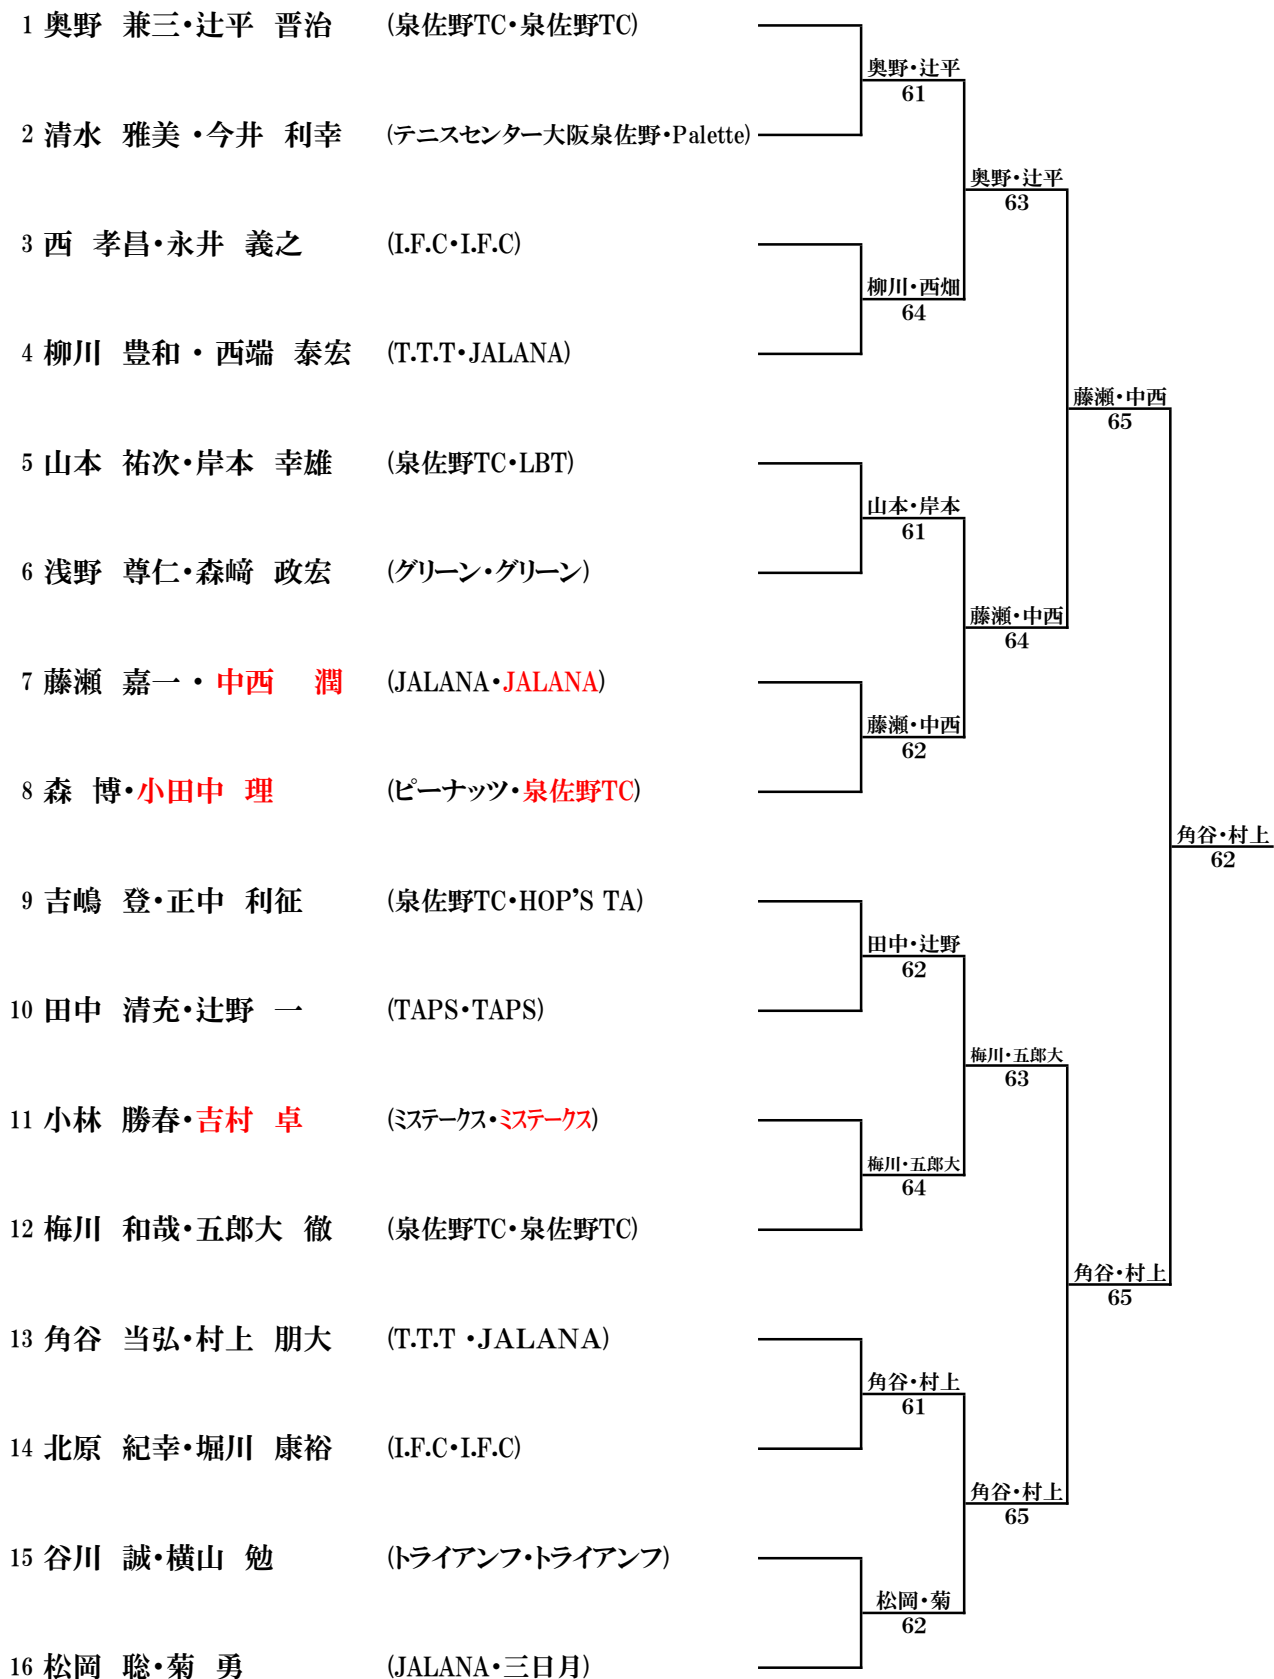 1 奥野 兼三・辻平 晋治 (泉佐野TC・泉佐野TC)
奥野・辻平
61
2 清水 雅美・今井 利幸 (テニスセンター大阪泉佐野・Palette)
奥野・辻平
63
3 西 孝昌・永井 義之 (I.F.C・I.F.C)
柳川・西畑
64
4 柳川 豊和・西端 泰宏 (T.T.T・JALANA)
藤瀬・中西
65
5 山本 祐次・岸本 幸雄 (泉佐野TC・LBT)
山本・岸本
61
6 浅野 尊仁・森﨑 政宏 (グリーン・グリーン)
藤瀬・中西
64
7 藤瀬 嘉一・中西 潤 (JALANA・JALANA)
藤瀬・中西
62
8 森 博・小田中 理 (ピーナッツ・泉佐野TC)
角谷・村上
62
9 吉嶋 登・正中 利征 (泉佐野TC・HOP'S TA)
田中・辻野
62
10 田中 清充・辻野 一 (TAPS・TAPS)
梅川・五郎大
63
11 小林 勝春・吉村 卓 (ミステークス・ミステークス)
梅川・五郎大
64
12 梅川 和哉・五郎大 徹 (泉佐野TC・泉佐野TC)
角谷・村上
65
13 角谷 当弘・村上 朋大 (T.T.T・JALANA)
角谷・村上
61
14 北原 紀幸・堀川 康裕 (I.F.C・I.F.C)
角谷・村上
65
15 谷川 誠・横山 勉 (トライアンフ・トライアンフ)
松岡・菊
62
16 松岡 聡・菊 勇 (JALANA・三日月)